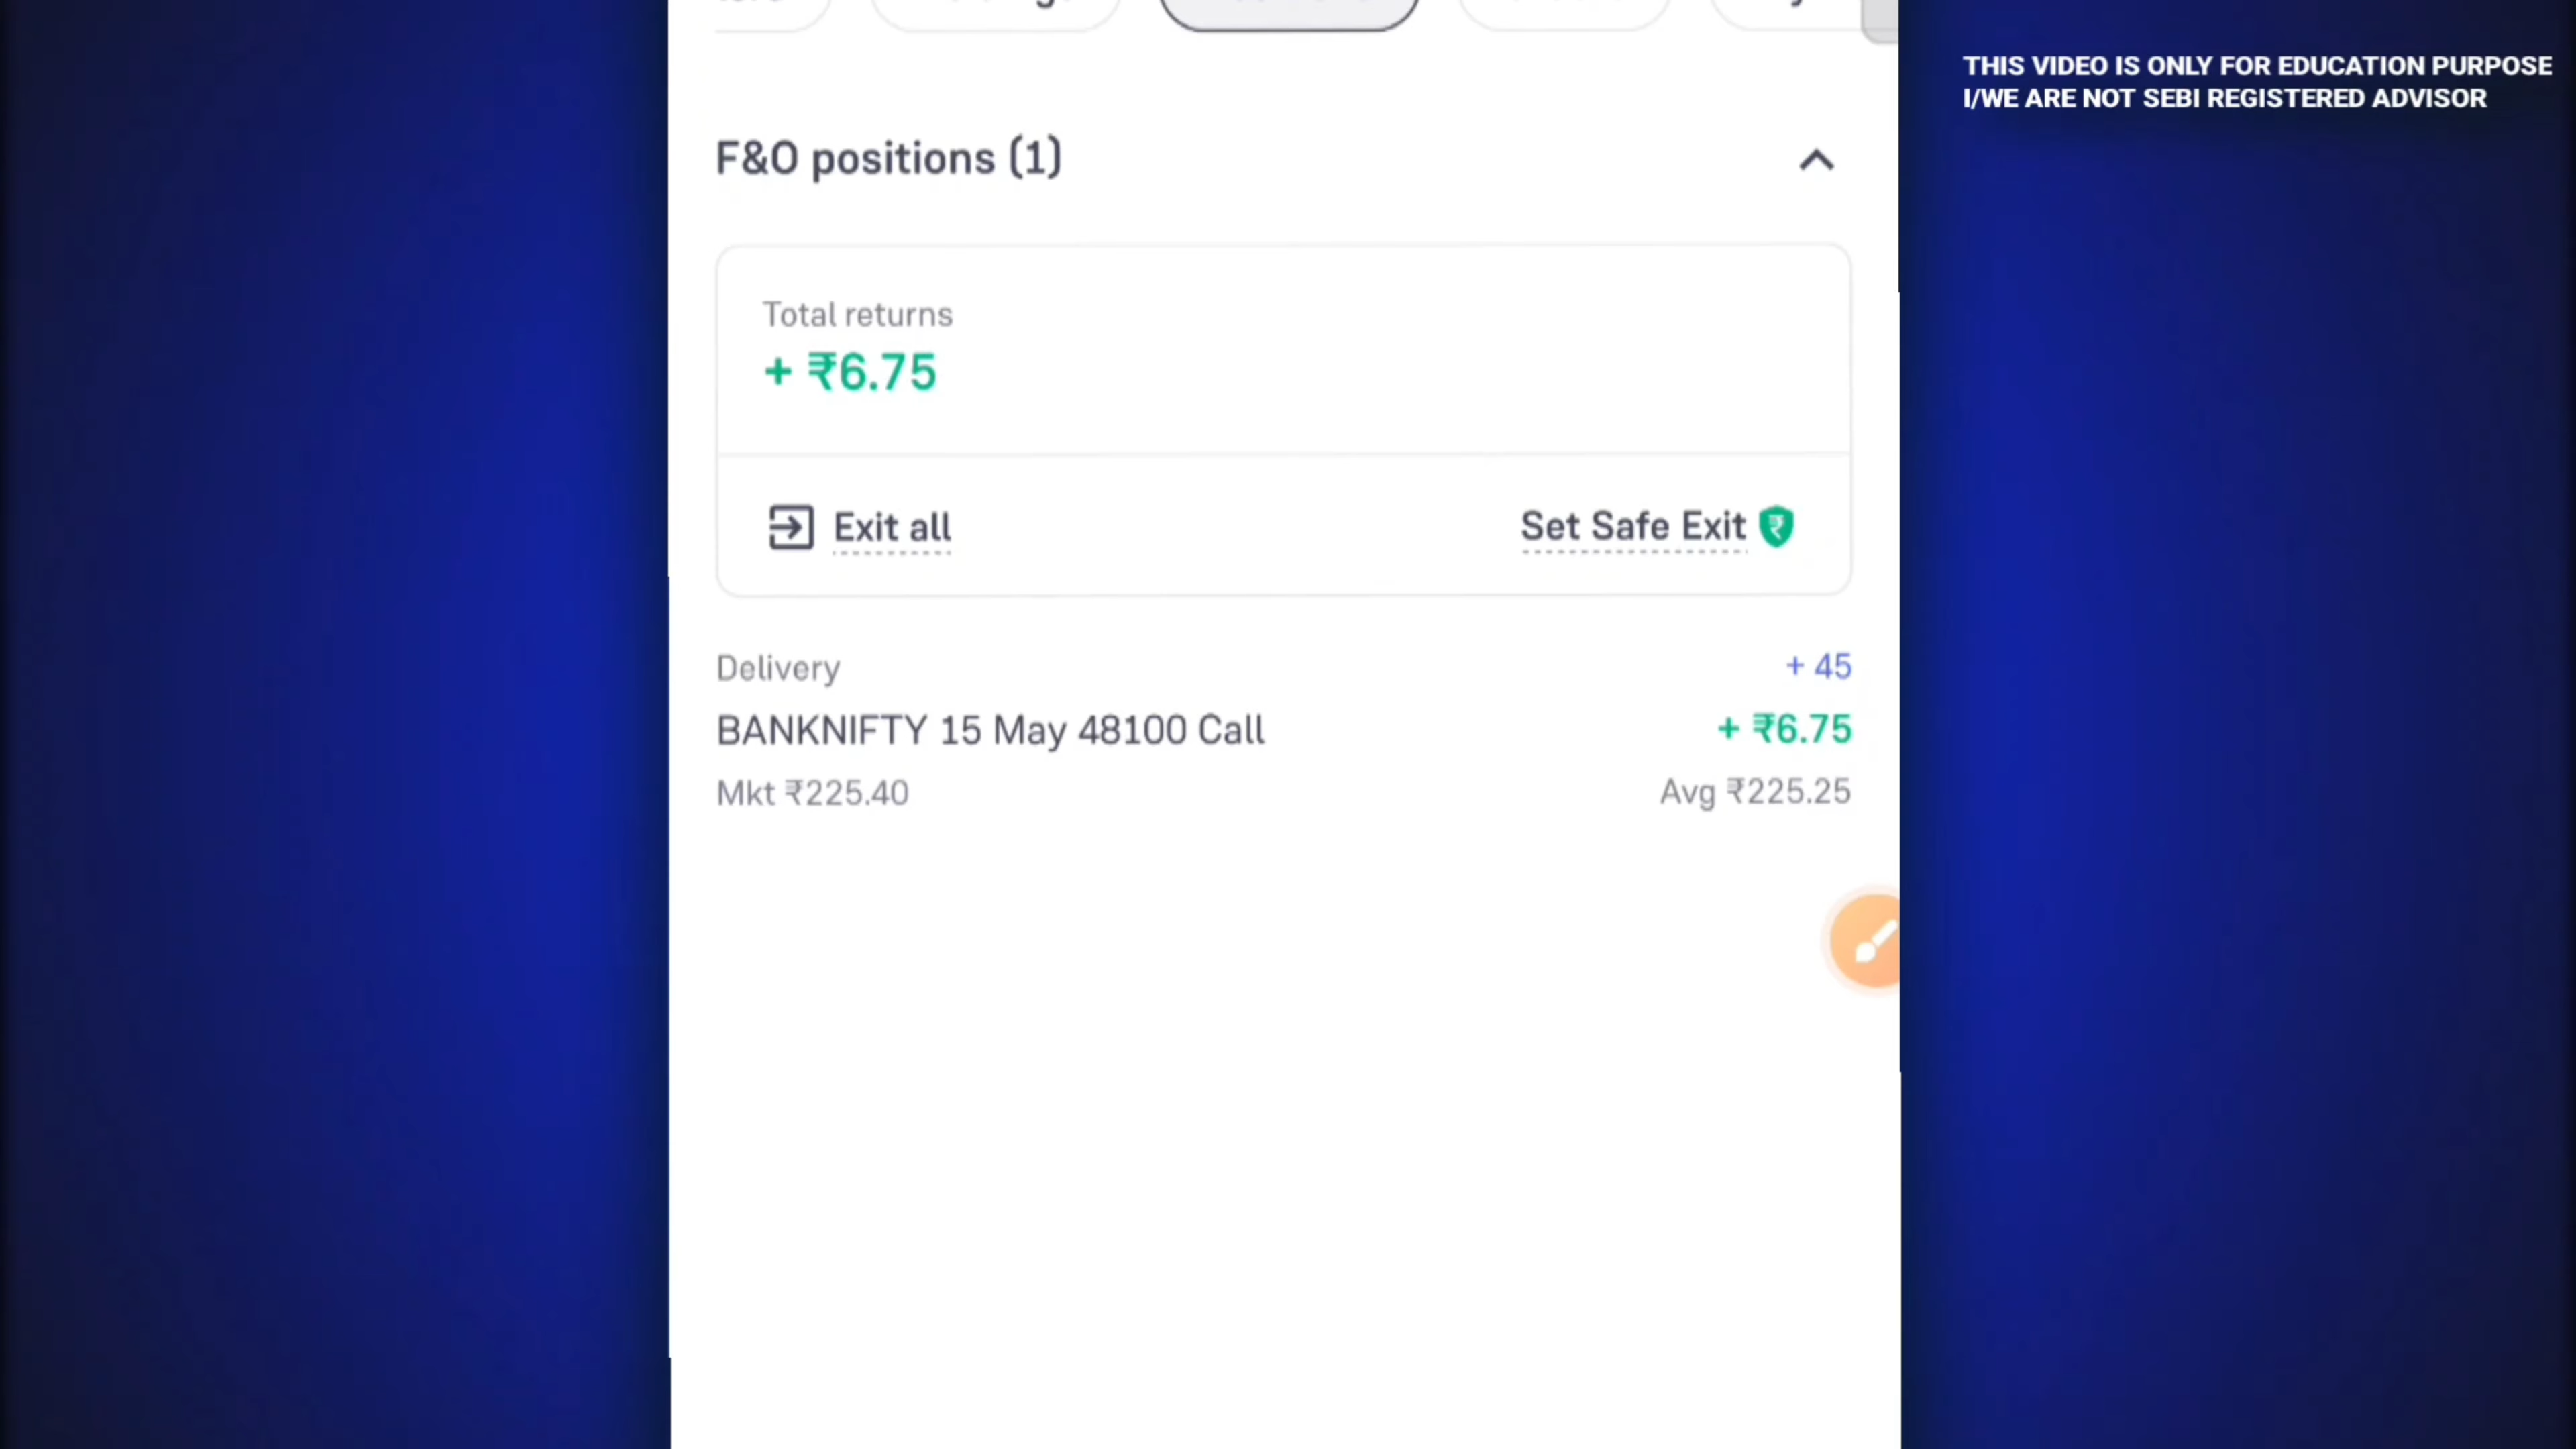 THIS VIDEO IS ONLY FOR EDUCATION PURPOSE
I/WE ARE NOT SEBI REGISTERED ADVISOR
F&O positions (1)
Total returns
+ ₹6.75
Exit all
Set Safe Exit
Delivery
+ 45
BANKNIFTY 15 May 48100 Call
+ ₹6.75
Mkt ₹225.40
Avg ₹225.25